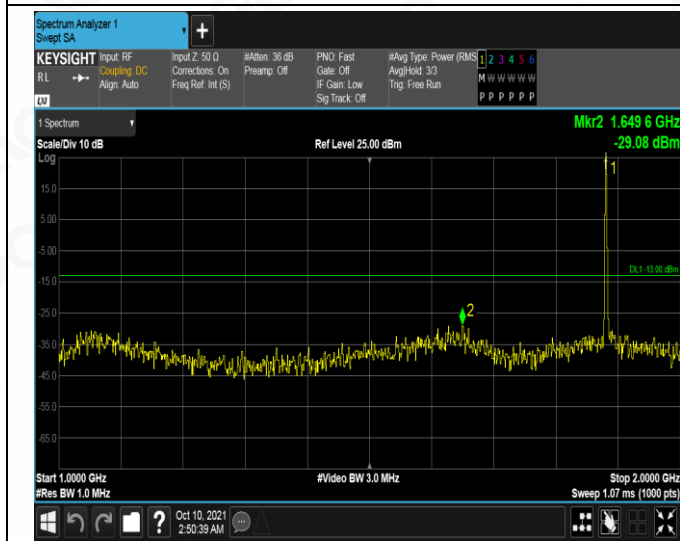 Spectrum Analyzer 1
Swept SA
+
KEYSIGHT
RL
LXI
Input: RF
Coupling: DC
Align: Auto
Input Z: 50 Ω
Corrections: On
Freq Ref: Int (S)
#Atten: 36 dB
Preamp: Off
PNO: Fast
Gate: Off
IF Gain: Low
Sig Track: Off
#Avg Type: Power (RMS
Avg|Hold: 3/3
Trig: Free Run
1 2 3 4 5 6
M W W W W W
P P P P P P
1 Spectrum
Mkr2 1.649 6 GHz
-29.08 dBm
Scale/Div 10 dB
Ref Level 25.00 dBm
Log
1
15.0
5.00
-5.00
DL1 -13.00 dBm
-15.0
-25.0
2
-35.0
-45.0
-55.0
-65.0
Start 1.0000 GHz
#Video BW 3.0 MHz
Stop 2.0000 GHz
#Res BW 1.0 MHz
Sweep 1.07 ms (1000 pts)
?
Oct 10, 2021
2:50:39 AM